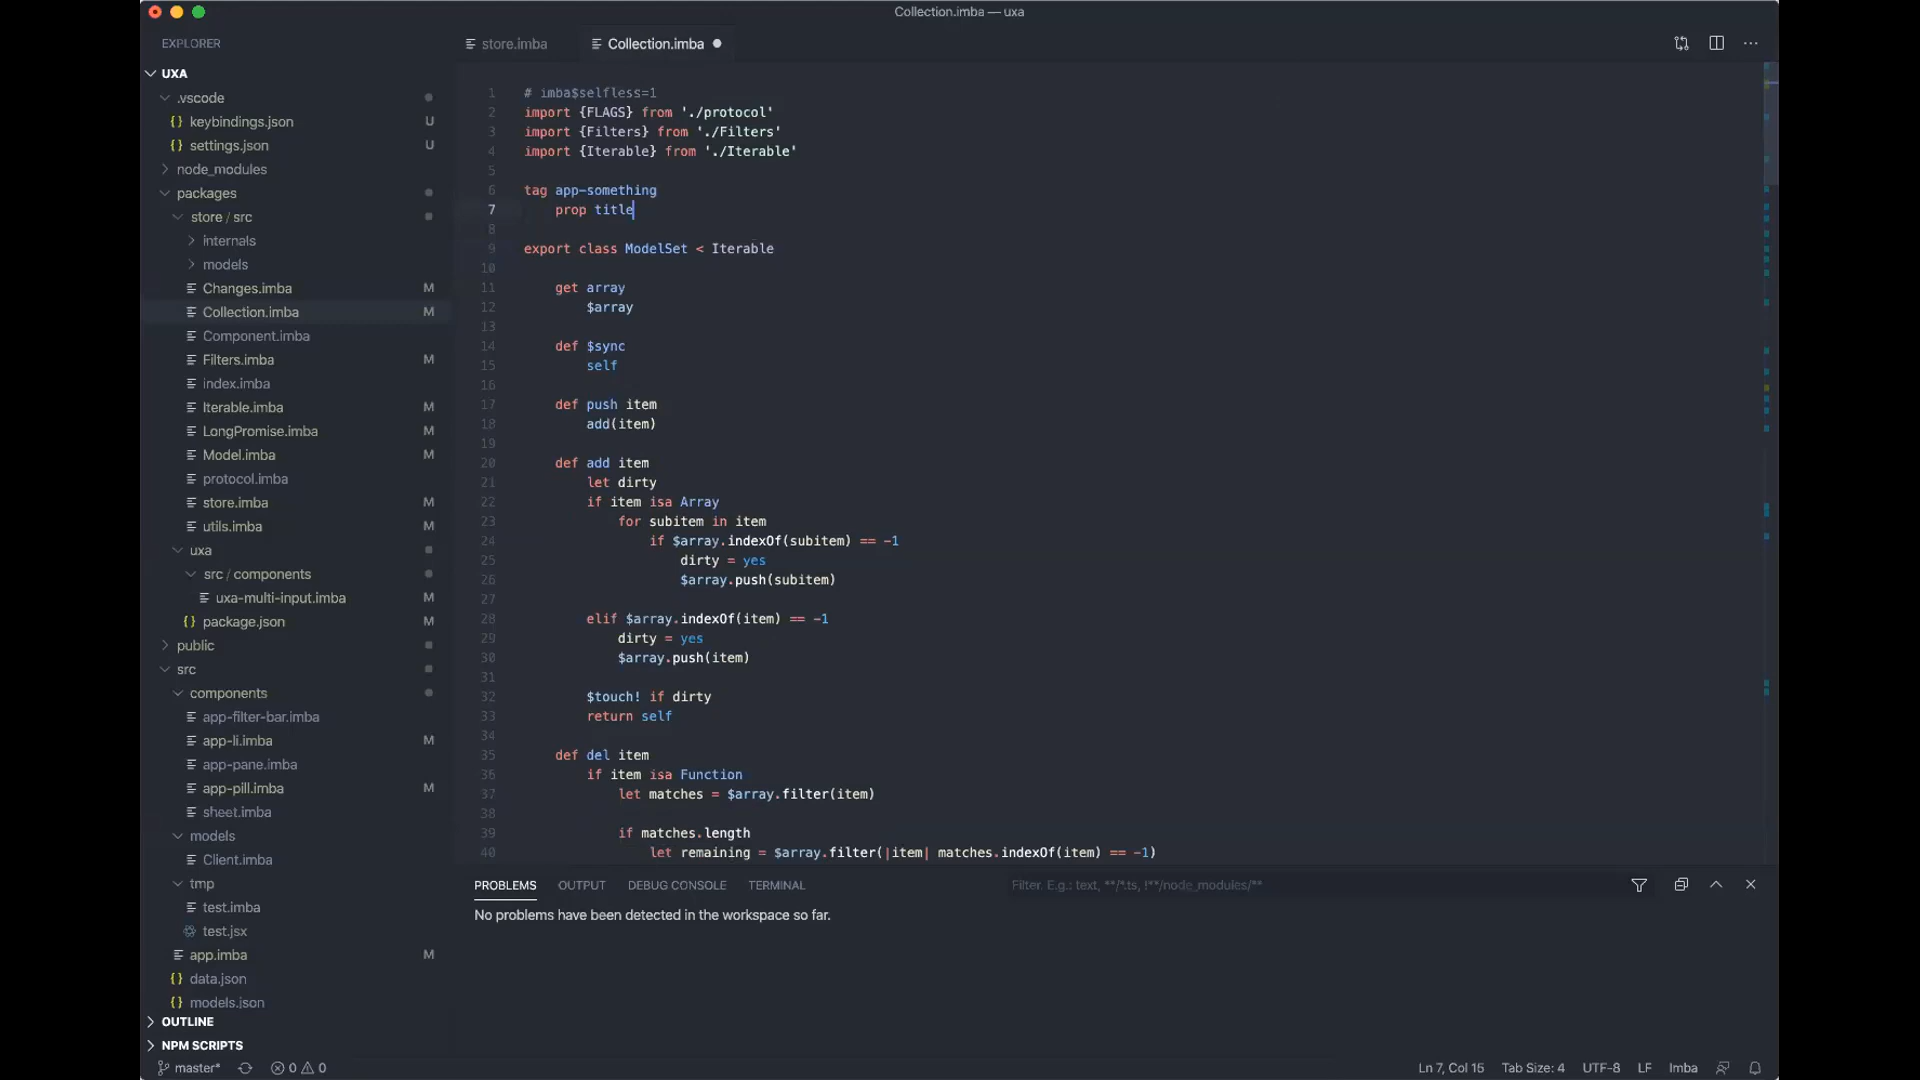 Collection.imba — uxa
EXPLORER
store.imba
Collection.imba
UXA
.vscode
keybindings.json U
settings.json U
node_modules
packages
store / src
internals
models
Changes.imba M
Collection.imba M
Component.imba
Filters.imba M
index.imba
Iterable.imba M
LongPromise.imba M
Model.imba M
protocol.imba
store.imba M
utils.imba M
uxa
src / components
uxa-multi-input.imba M
{} package.json M
public
src
components
app-filter-bar.imba
app-li.imba M
app-pane.imba
app-pill.imba M
sheet.imba
models
Client.imba
tmp
test.imba
test.jsx
app.imba M
{} data.json
{} models.json
OUTLINE
NPM SCRIPTS
1 # imba$selfless=1
2 import {FLAGS} from './protocol'
3 import {Filters} from './Filters'
4 import {Iterable} from './Iterable'
5
6 tag app-something
7 prop title
8
9 export class ModelSet < Iterable
10
11 get array
12 $array
13
14 def $sync
15 self
16
17 def push item
18 add(item)
19
20 def add item
21 let dirty
22 if item isa Array
23 for subitem in item
24 if $array.indexOf(subitem) == -1
25 dirty = yes
26 $array.push(subitem)
27
28 elif $array.indexOf(item) == -1
29 dirty = yes
30 $array.push(item)
31
32 $touch! if dirty
33 return self
34
35 def del item
36 if item isa Function
37 let matches = $array.filter(item)
38
39 if matches.length
40 let remaining = $array.filter(|item| matches.indexOf(item) == -1)
PROBLEMS OUTPUT DEBUG CONSOLE TERMINAL Filter. E.g.: text, **/*.ts, !**/node_modules/**
No problems have been detected in the workspace so far.
master* 0 0 Ln 7, Col 15 Tab Size: 4 UTF-8 LF Imba